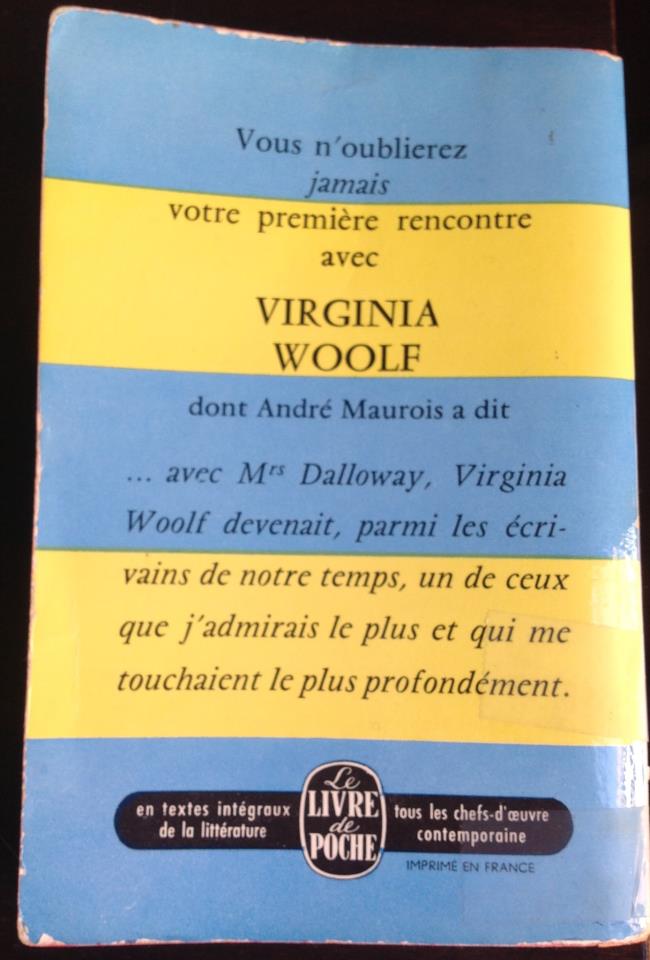 Vous n'oublierez
jamais
votre première rencontre
avec
VIRGINIA
WOOLF
dont André Maurois a dit
... avec Mrs Dalloway, Virginia
Woolf devenait, parmi les écri-
vains de notre temps, un de ceux
que j'admirais le plus et qui me
touchaient le plus profondément.
en textes intégraux
de la littérature
Le
LIVRE
de
POCHE
tous les chefs-d'œuvre
contemporaine
IMPRIMÉ EN FRANCE